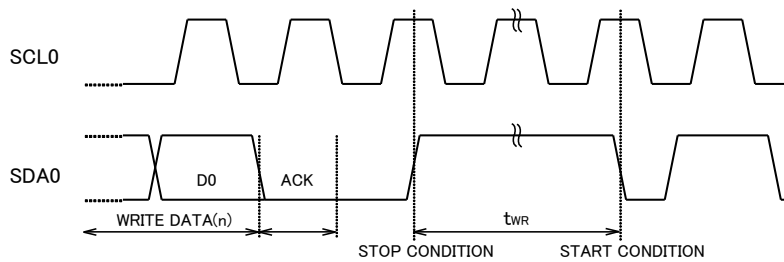 SCL0
SDA0
D0 ACK
WRITE DATA(n) tWR
STOP CONDITION START CONDITION